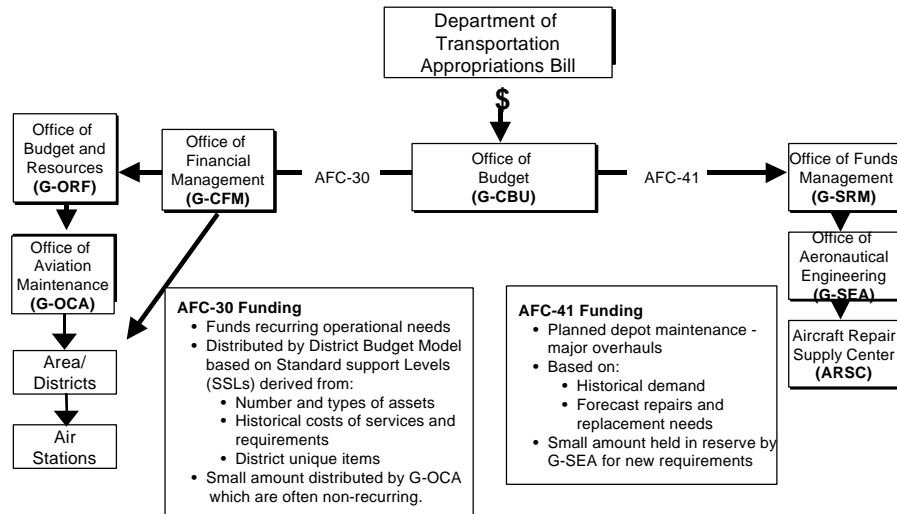 Department of
Transportation
Appropriations Bill
$
Office of
Budget and
Resources
(G-ORF)
Office of
Financial
Management
(G-CFM)
AFC-30
Office of
Budget
(G-CBU)
AFC-41
Office of Funds
Management
(G-SRM)
Office of
Aviation
Maintenance
(G-OCA)
Office of
Aeronautical
Engineering
(G-SEA)
Area/
Districts
Air
Stations
Aircraft Repair
Supply Center
(ARSC)
AFC-30 Funding
• Funds recurring operational needs
• Distributed by District Budget Model
based on Standard support Levels
(SSLs) derived from:
• Number and types of assets
• Historical costs of services and
requirements
• District unique items
• Small amount distributed by G-OCA
which are often non-recurring.
AFC-41 Funding
• Planned depot maintenance -
major overhauls
• Based on:
• Historical demand
• Forecast repairs and
replacement needs
• Small amount held in reserve by
G-SEA for new requirements